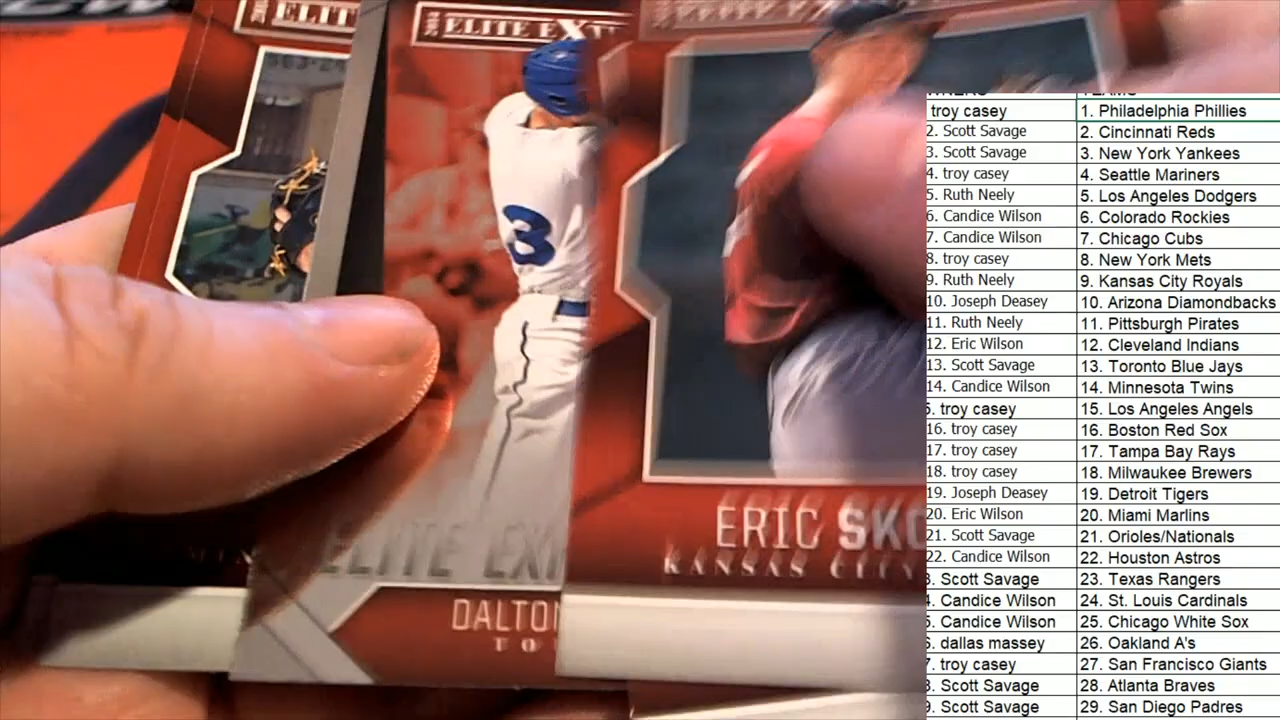 ELITE
2014 ELITE EXT
ELITE EX
3
ELITE EX
DALTON
TO
ERIC SKO
KANSAS CITY
TEAMS
troy casey 1. Philadelphia Phillies
2. Scott Savage 2. Cincinnati Reds
3. Scott Savage 3. New York Yankees
4. troy casey 4. Seattle Mariners
5. Ruth Neely 5. Los Angeles Dodgers
6. Candice Wilson 6. Colorado Rockies
7. Candice Wilson 7. Chicago Cubs
8. troy casey 8. New York Mets
9. Ruth Neely 9. Kansas City Royals
10. Joseph Deasey 10. Arizona Diamondbacks
11. Ruth Neely 11. Pittsburgh Pirates
12. Eric Wilson 12. Cleveland Indians
13. Scott Savage 13. Toronto Blue Jays
14. Candice Wilson 14. Minnesota Twins
5. troy casey 15. Los Angeles Angels
16. troy casey 16. Boston Red Sox
17. troy casey 17. Tampa Bay Rays
18. troy casey 18. Milwaukee Brewers
19. Joseph Deasey 19. Detroit Tigers
20. Eric Wilson 20. Miami Marlins
21. Scott Savage 21. Orioles/Nationals
22. Candice Wilson 22. Houston Astros
3. Scott Savage 23. Texas Rangers
4. Candice Wilson 24. St. Louis Cardinals
5. Candice Wilson 25. Chicago White Sox
6. dallas massey 26. Oakland A's
7. troy casey 27. San Francisco Giants
8. Scott Savage 28. Atlanta Braves
9. Scott Savage 29. San Diego Padres